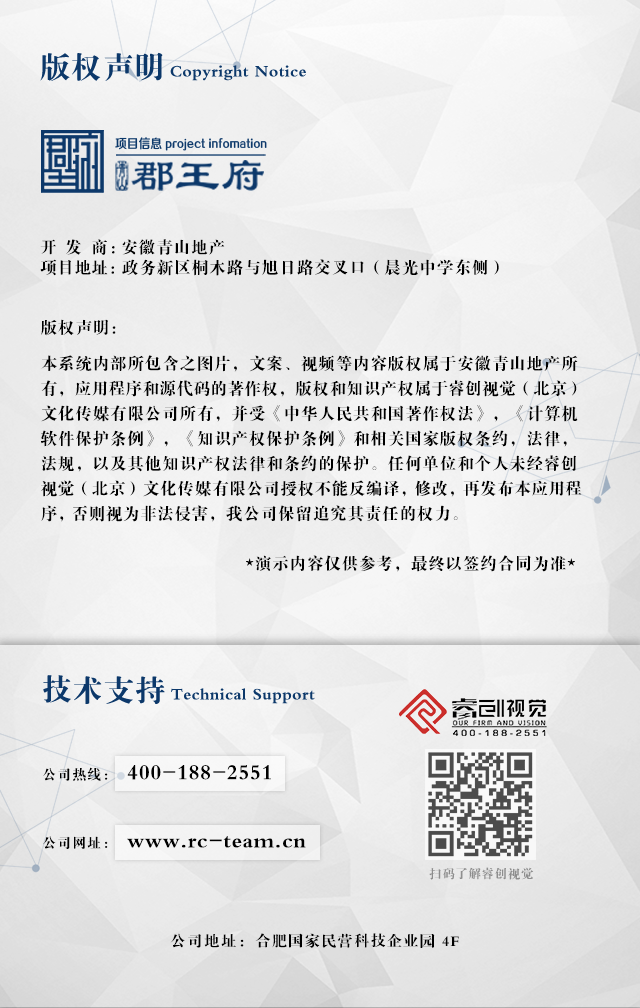 版权声明 Copyright Notice
项目信息 project infomation
郡王府
开 发 商：安徽青山地产
项目地址：政务新区桐木路与旭日路交叉口（晨光中学东侧）
版权声明：
本系统内部所包含之图片，文案、视频等内容版权属于安徽青山地产所
有，应用程序和源代码的著作权，版权和知识产权属于睿创视觉（北京）
文化传媒有限公司所有，并受《中华人民共和国著作权法》，《计算机
软件保护条例》，《知识产权保护条例》和相关国家版权条约，法律，
法规，以及其他知识产权法律和条约的保护。任何单位和个人未经睿创
视觉（北京）文化传媒有限公司授权不能反编译，修改，再发布本应用程
序，否则视为非法侵害，我公司保留追究其责任的权力。
*演示内容仅供参考，最终以签约合同为准*
技术支持 Technical Support
睿创视觉
OUR FIRM AND VISION
400-188-2551
公司热线：400-188-2551
公司网址：www.rc-team.cn
扫码了解睿创视觉
公司地址：合肥国家民营科技企业园 4F